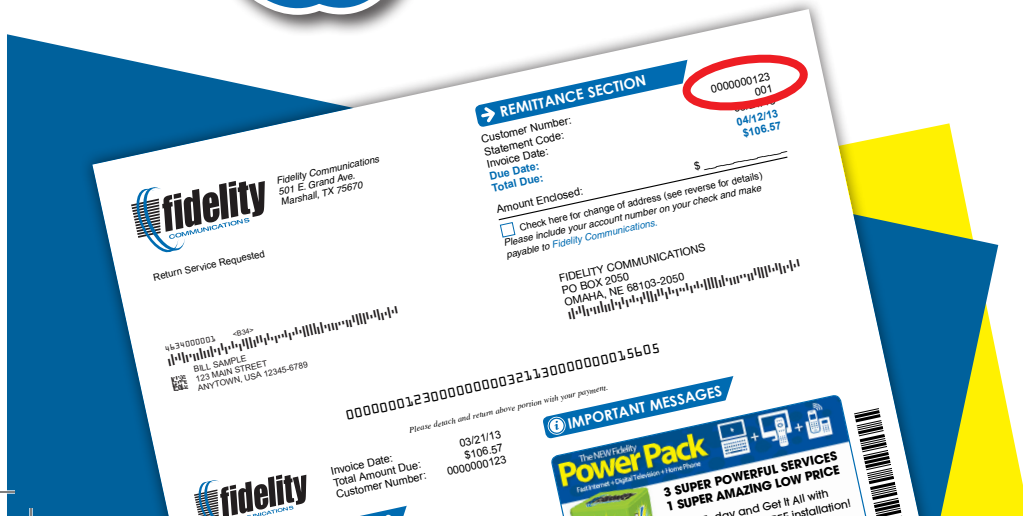 REMITTANCE SECTION
Customer Number: 0000000123
Statement Code: 001
Invoice Date:
Due Date: 04/12/13
Total Due: $106.57
Amount Enclosed: $
Check here for change of address (see reverse for details)
Please include your account number on your check and make
payable to Fidelity Communications.
fidelity
COMMUNICATIONS
Fidelity Communications
501 E. Grand Ave.
Marshall, TX 75670
Return Service Requested
FIDELITY COMMUNICATIONS
PO BOX 2050
OMAHA, NE 68103-2050
4634000001 <B34>
BILL SAMPLE
123 MAIN STREET
ANYTOWN, USA 12345-6789
Please detach and return above portion with your payment.
Invoice Date: 03/21/13
Total Amount Due: $106.57
Customer Number: 0000000123
fidelity
IMPORTANT MESSAGES
The NEW Fidelity
Power Pack
Fast Internet + Digital Television + Home Phone
3 SUPER POWERFUL SERVICES
1 SUPER AMAZING LOW PRICE
and Get It All with
installation!